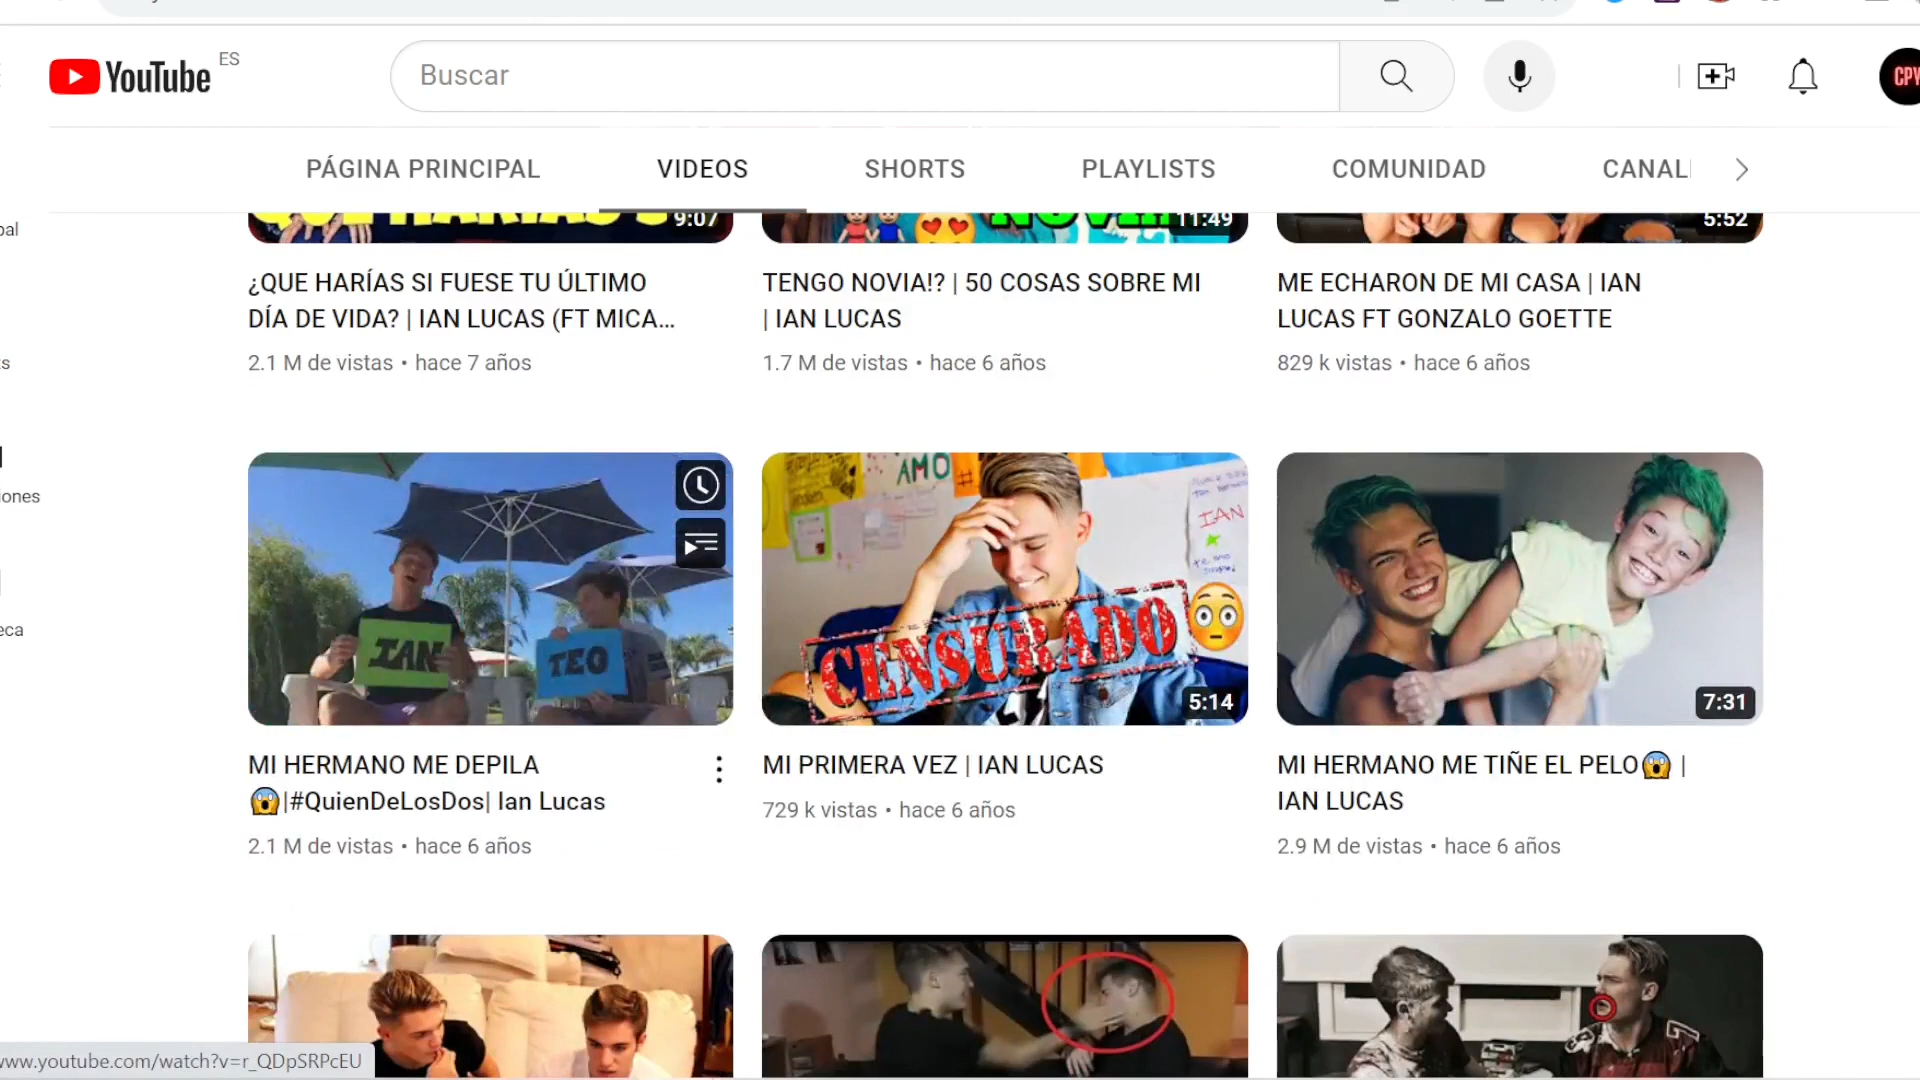 YouTube ES
Buscar
CPY
PÁGINA PRINCIPAL
VIDEOS
SHORTS
PLAYLISTS
COMUNIDAD
CANAL
9:07
11:49
5:52
¿QUE HARÍAS SI FUESE TU ÚLTIMO
DÍA DE VIDA? | IAN LUCAS (FT MICA...
2.1 M de vistas • hace 7 años
TENGO NOVIA!? | 50 COSAS SOBRE MI
| IAN LUCAS
1.7 M de vistas • hace 6 años
ME ECHARON DE MI CASA | IAN
LUCAS FT GONZALO GOETTE
829 k vistas • hace 6 años
IAN
TEO
AMO
#
IAN
CENSURADO
5:14
7:31
MI HERMANO ME DEPILA
😱|#QuienDeLosDos| Ian Lucas
2.1 M de vistas • hace 6 años
MI PRIMERA VEZ | IAN LUCAS
729 k vistas • hace 6 años
MI HERMANO ME TIÑE EL PELO😱 |
IAN LUCAS
2.9 M de vistas • hace 6 años
www.youtube.com/watch?v=r_QDpSRPcEU